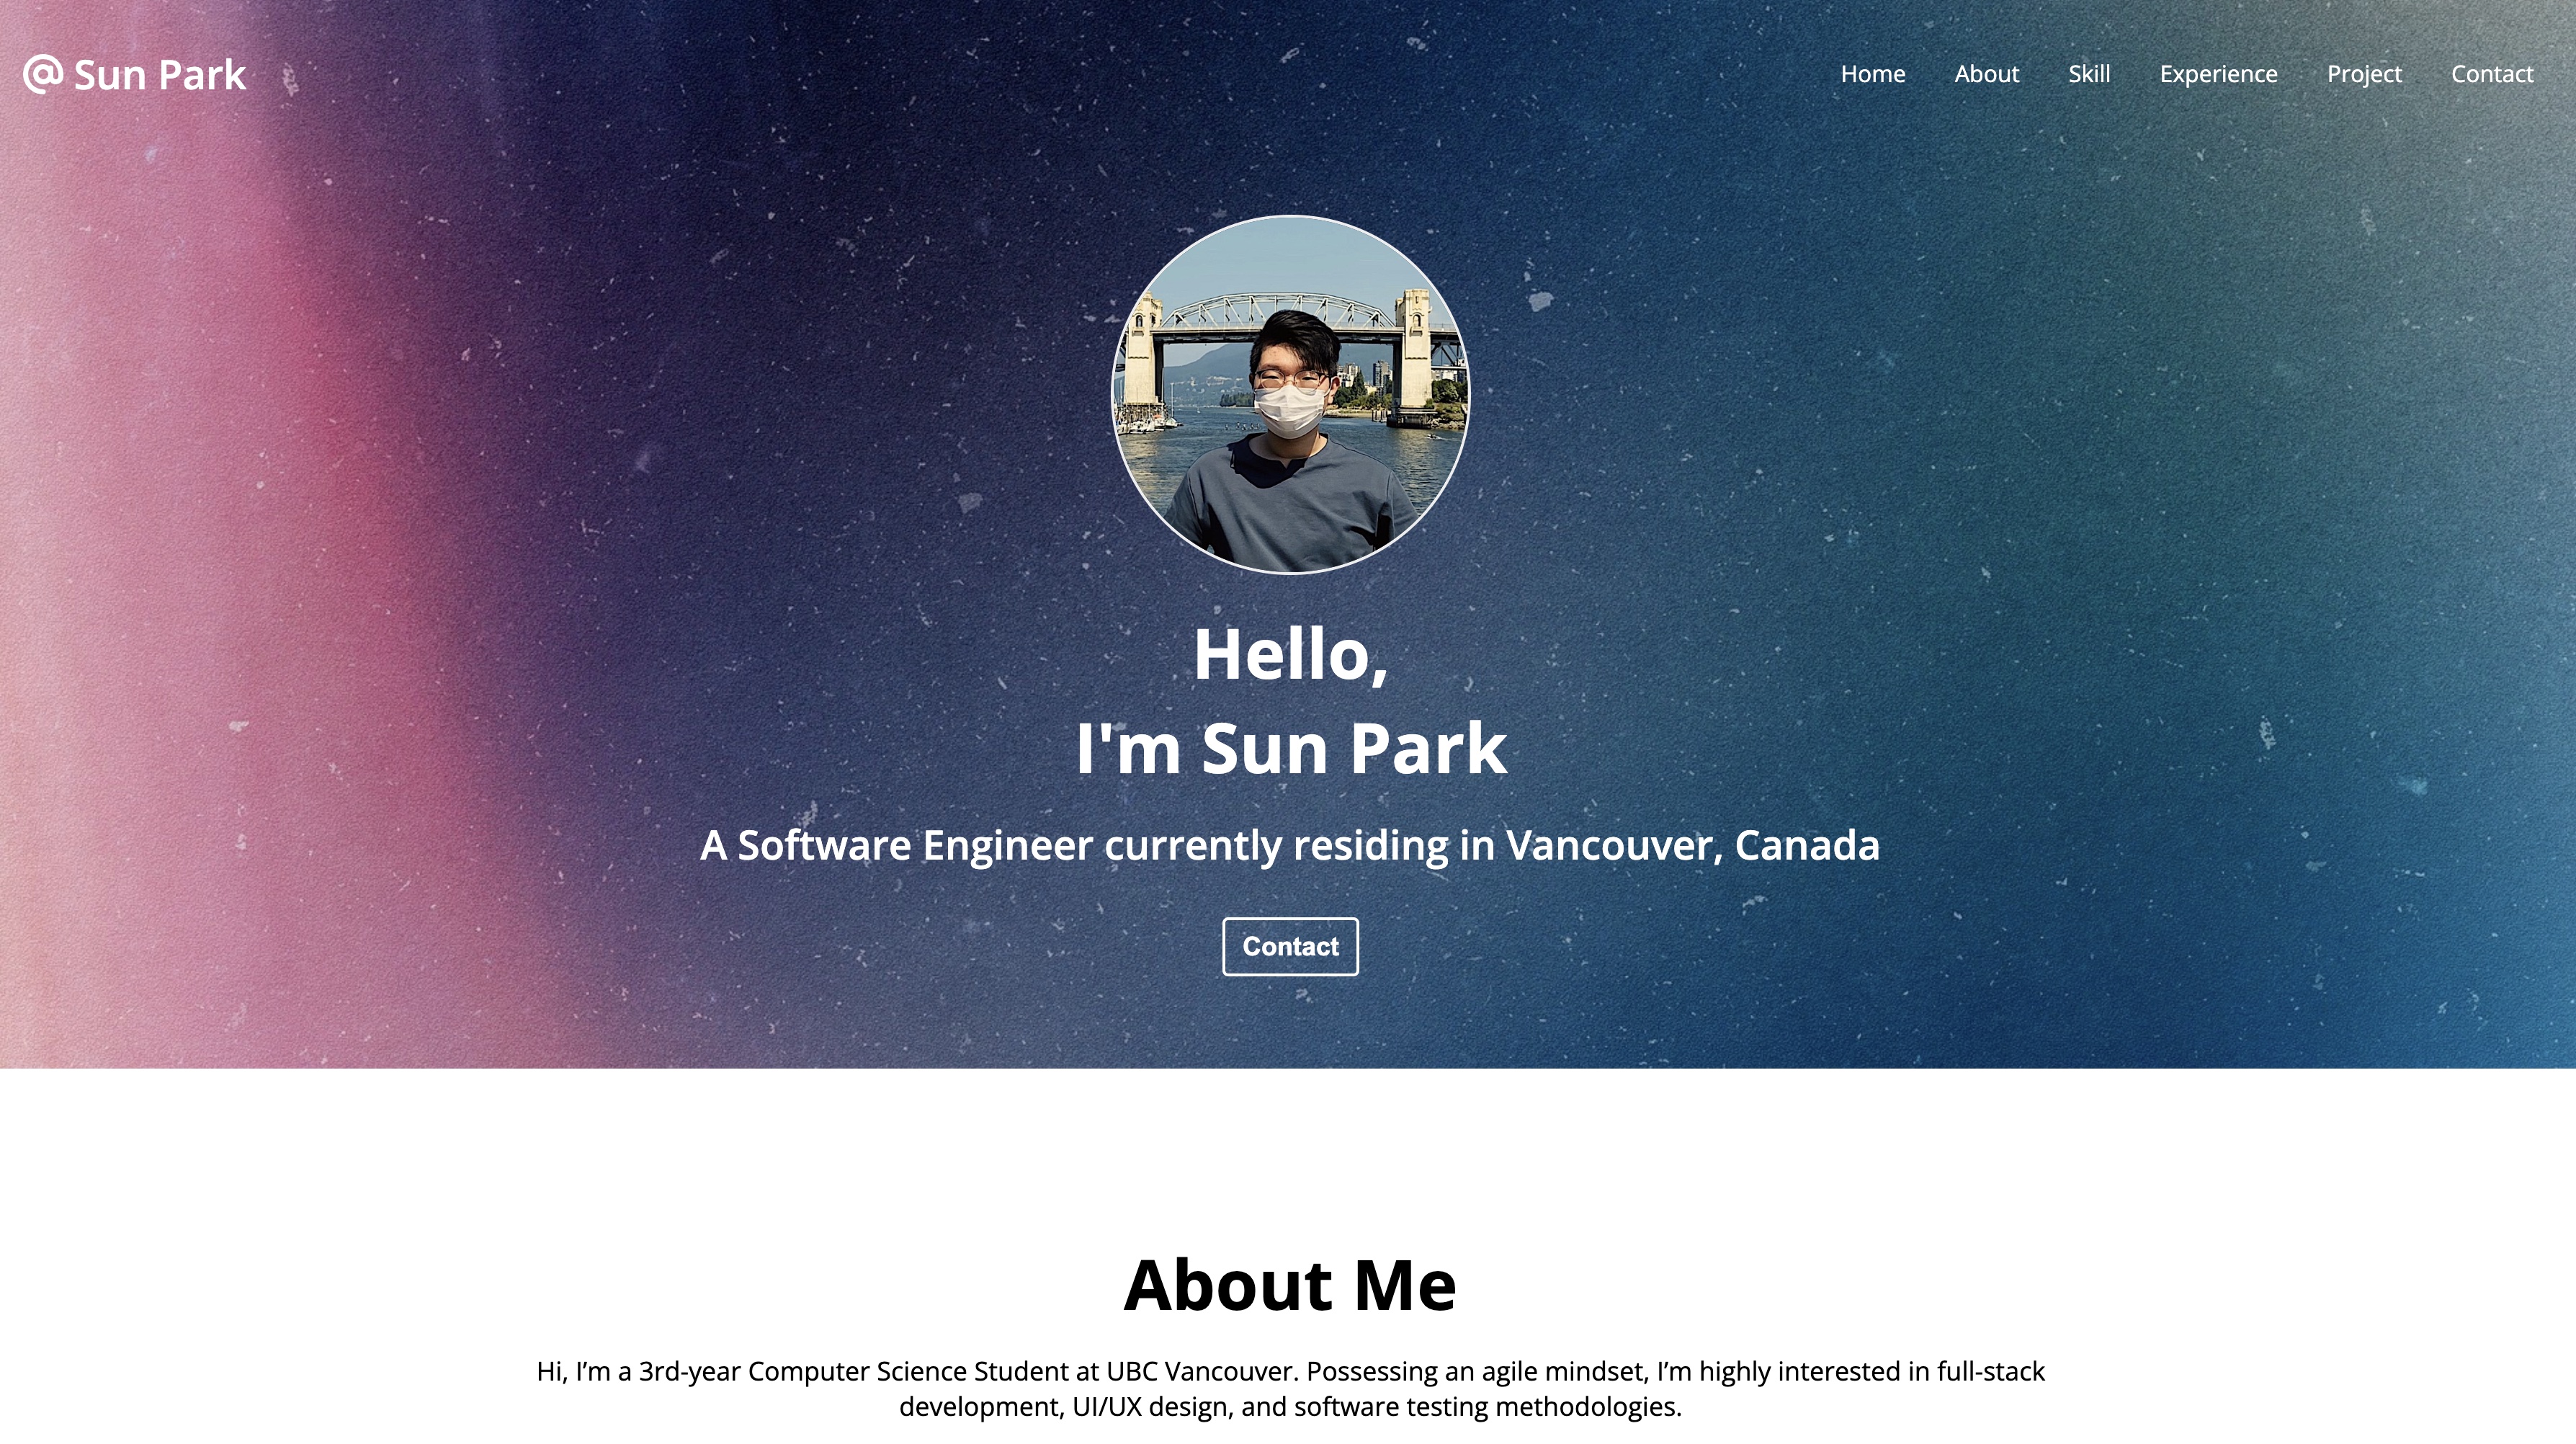 @ Sun Park
Home About Skill Experience Project Contact
Hello,
I'm Sun Park
A Software Engineer currently residing in Vancouver, Canada
Contact
About Me
Hi, I’m a 3rd-year Computer Science Student at UBC Vancouver. Possessing an agile mindset, I’m highly interested in full-stack
development, UI/UX design, and software testing methodologies.